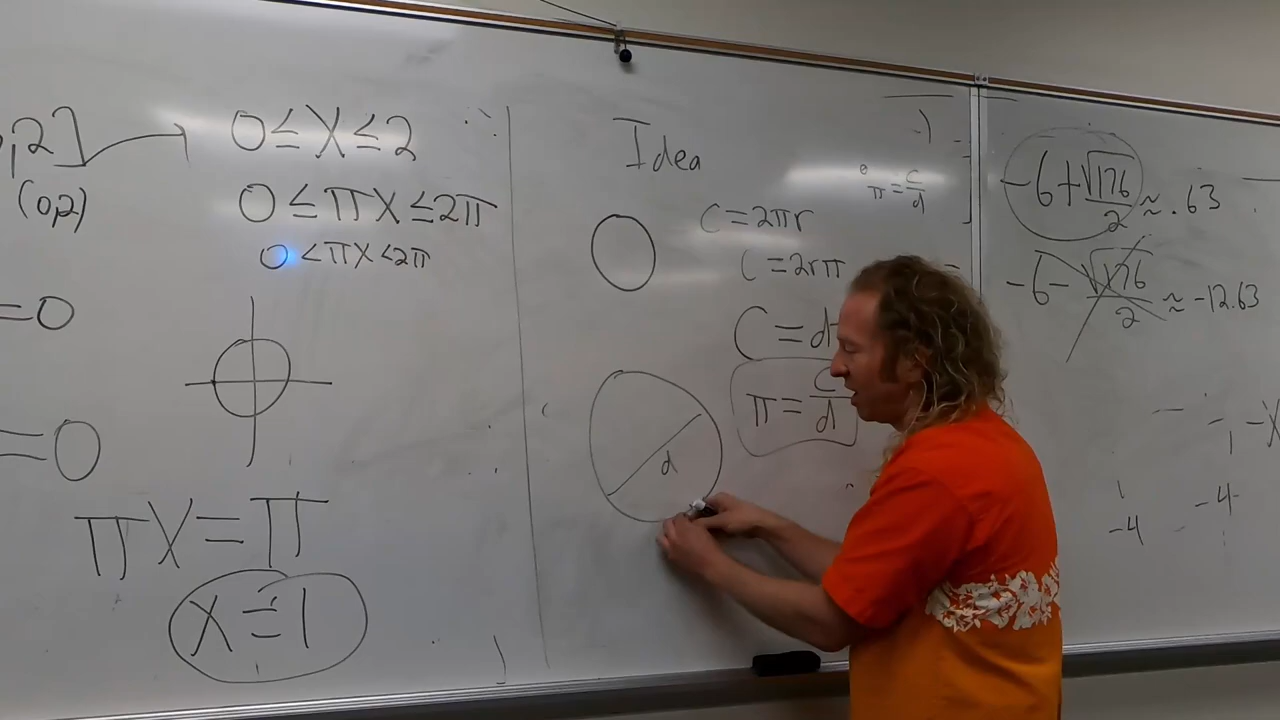 ,2]
(0,2)
0≤X≤2
0≤πX≤2π
0<πX<2π
=0
=0
πX=π
X=1
Idea
C=2πr
C=2rπ
C=d
π=C/d
d
π=C/d
-6+√176/2≈.63
-6-√176/2≈-12.63
-X
-4
-4